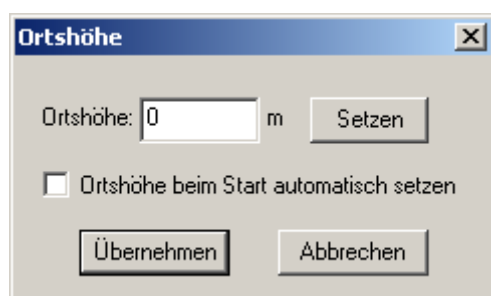 Ortshöhe
Ortshöhe: 0 m Setzen
Ortshöhe beim Start automatisch setzen
Übernehmen Abbrechen